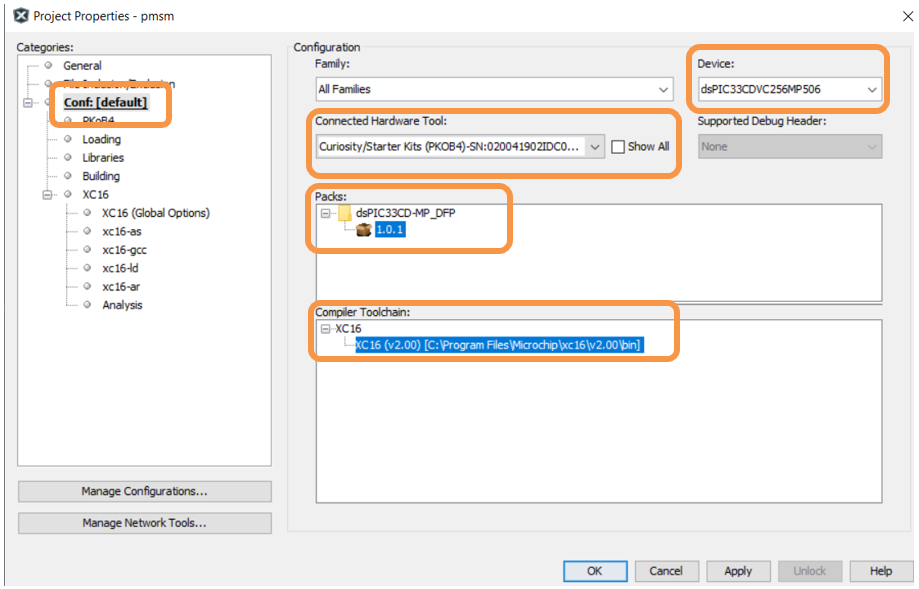 Project Properties - pmsm
Categories:
General
File Inclusion/Exclusion
Conf: [default]
PKoB4
Loading
Libraries
Building
XC16
XC16 (Global Options)
xc16-as
xc16-gcc
xc16-ld
xc16-ar
Analysis
Manage Configurations...
Manage Network Tools...
Configuration
Family:
All Families
Device:
dsPIC33CDVC256MP506
Connected Hardware Tool:
Curiosity/Starter Kits (PKOB4)-SN:020041902IDC0...
Show All
Supported Debug Header:
None
Packs:
dsPIC33CD-MP_DFP
1.0.1
Compiler Toolchain:
XC16
XC16 (v2.00) [C:\Program Files\Microchip\xc16\v2.00\bin]
OK Cancel Apply Unlock Help